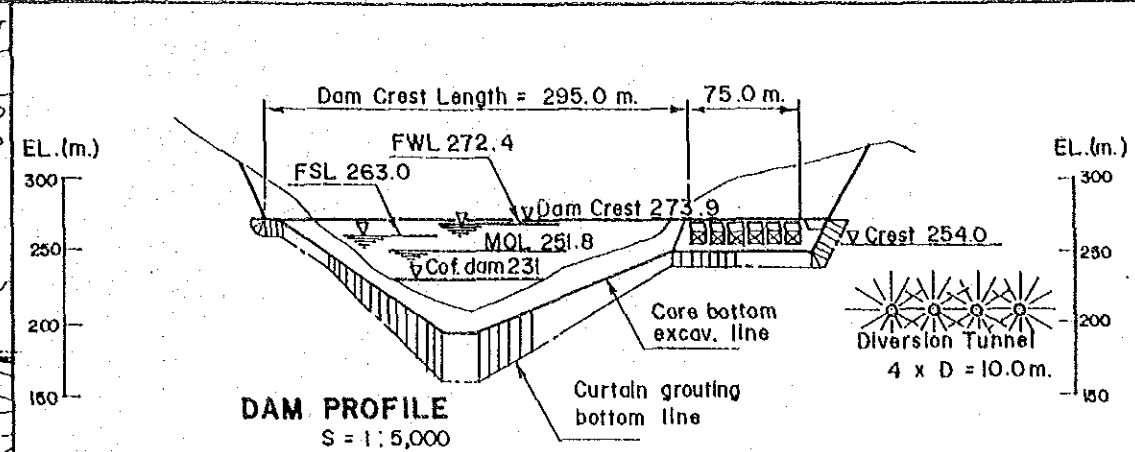 Dam Crest Length = 295.0 m.
75.0 m.
EL.(m.)
FWL 272.4
EL.(m.)
300
FSL 263.0
300
Dam Crest 273.9
250
MOL 251.8
Crest 254.0
250
Cof. dam 231
200
Core bottom
excav. line
200
Diversion Tunnel
4 x D = 10.0 m.
150
Curtain grouting
bottom line
150
DAM PROFILE
S = 1:5,000